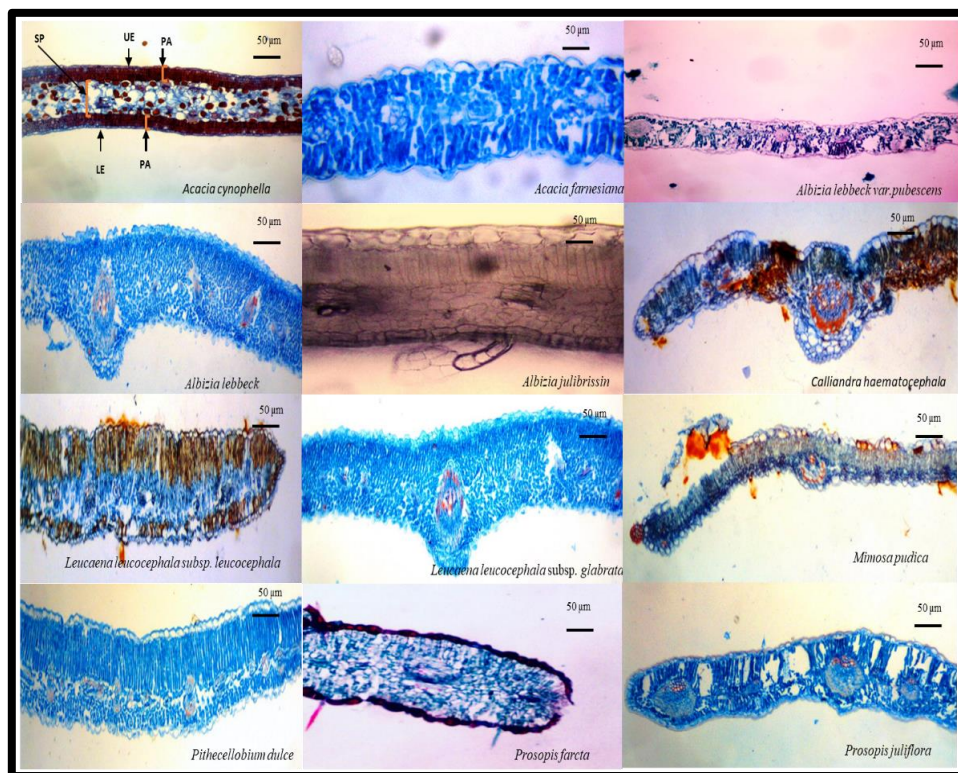 SP
UE
PA
50 µm
LE
PA
Acacia cynophella
50 µm
Acacia farnesiana
50 µm
Albizia lebbeck var.pubescens
50 µm
Albizia lebbeck
50 µm
Albizia julibrissin
50 µm
Calliandra haematocephala
50 µm
Leucaena leucocephala subsp. leucocephala
50 µm
Leucaena leucocephala subsp. glabrata
50 µm
Mimosa pudica
50 µm
Pithecellobium dulce
50 µm
Prosopis farcta
50 µm
Prosopis juliflora